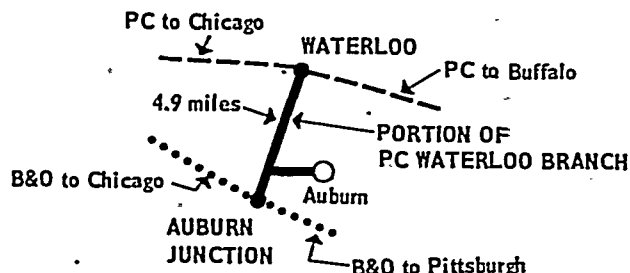 PC to Chicago
WATERLOO
PC to Buffalo
4.9 miles
PORTION OF
PC WATERLOO BRANCH
B&O to Chicago
Auburn
AUBURN
JUNCTION
B&O to Pittsburgh